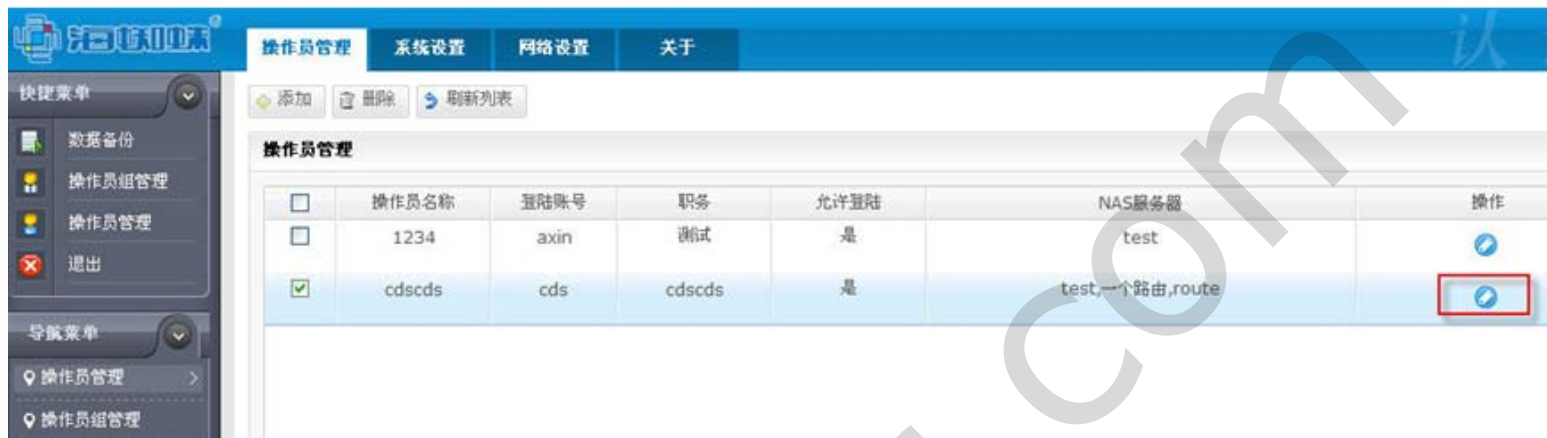 操作员管理 系统设置 网络设置 关于 认
快捷菜单
添加 删除 刷新列表
数据备份
操作员管理
操作员组管理
操作员名称 登陆账号 职务 允许登陆 NAS服务器 操作
操作员管理
1234 axin 测试 是 test
退出
cdscds cds cdscds 是 test,一个路由,route
导航菜单
操作员管理
操作员组管理
com